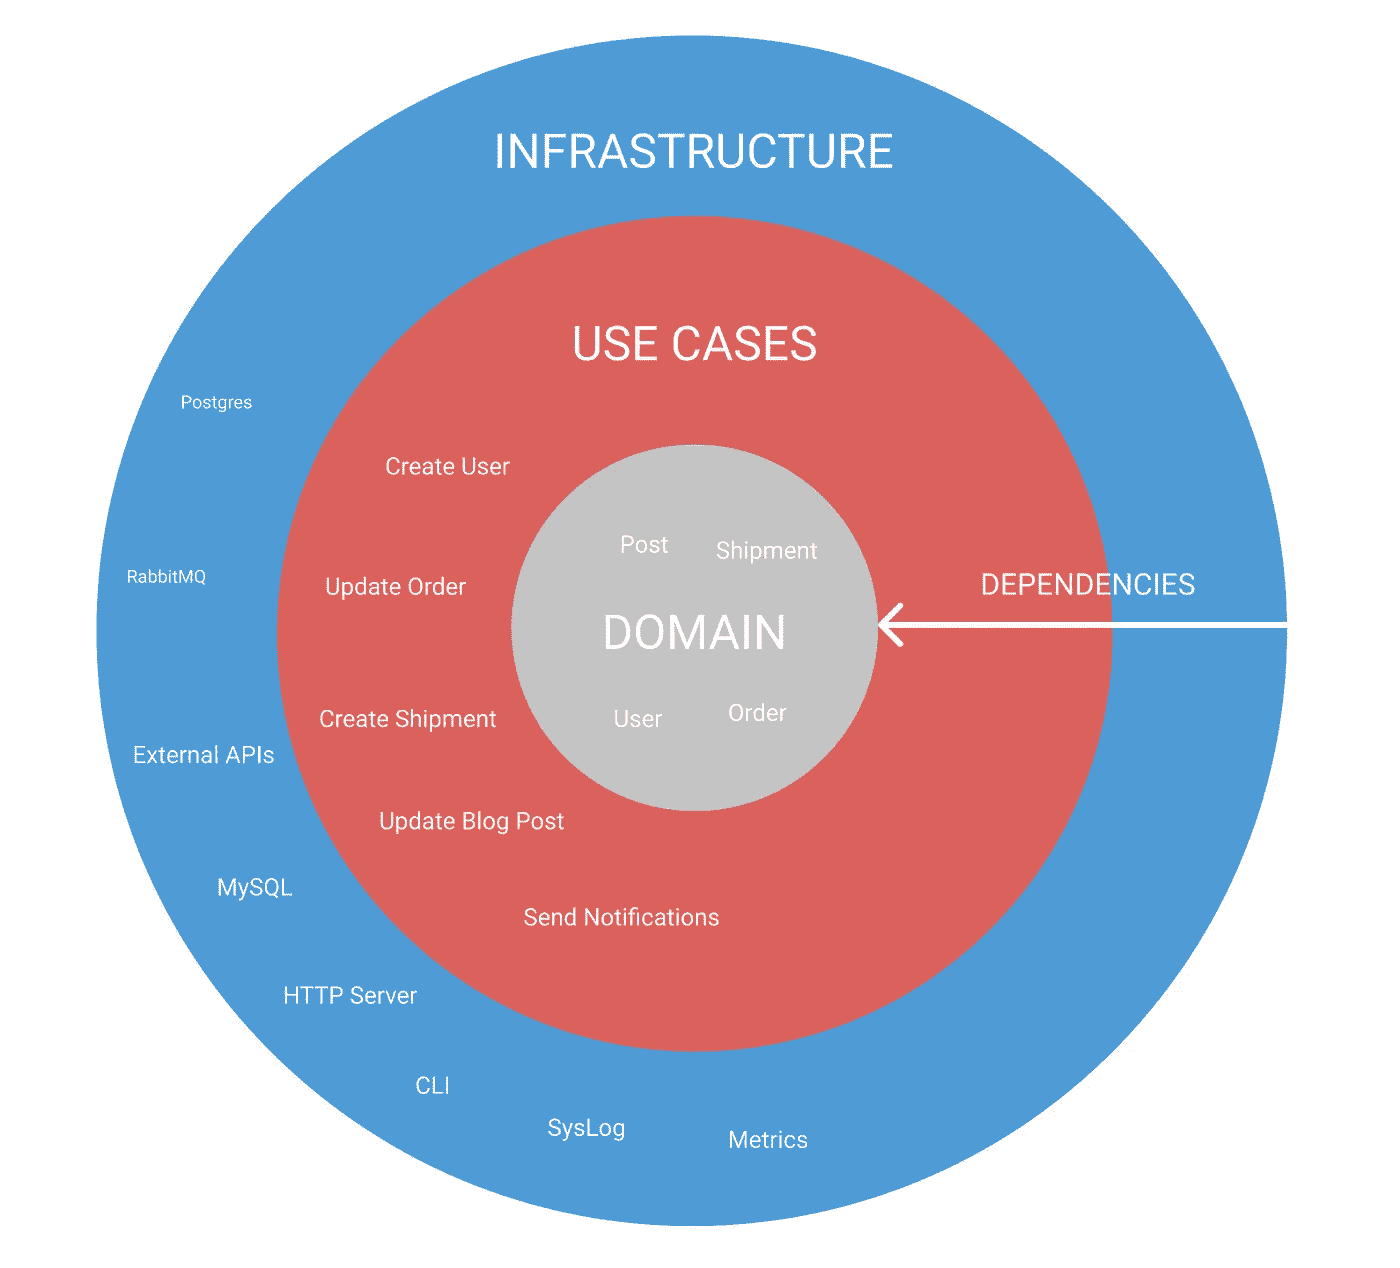 INFRASTRUCTURE
USE CASES
Postgres
Create User
Post
Shipment
RabbitMQ
Update Order
DEPENDENCIES
DOMAIN
Create Shipment
User
Order
External APIs
Update Blog Post
MySQL
Send Notifications
HTTP Server
CLI
SysLog
Metrics